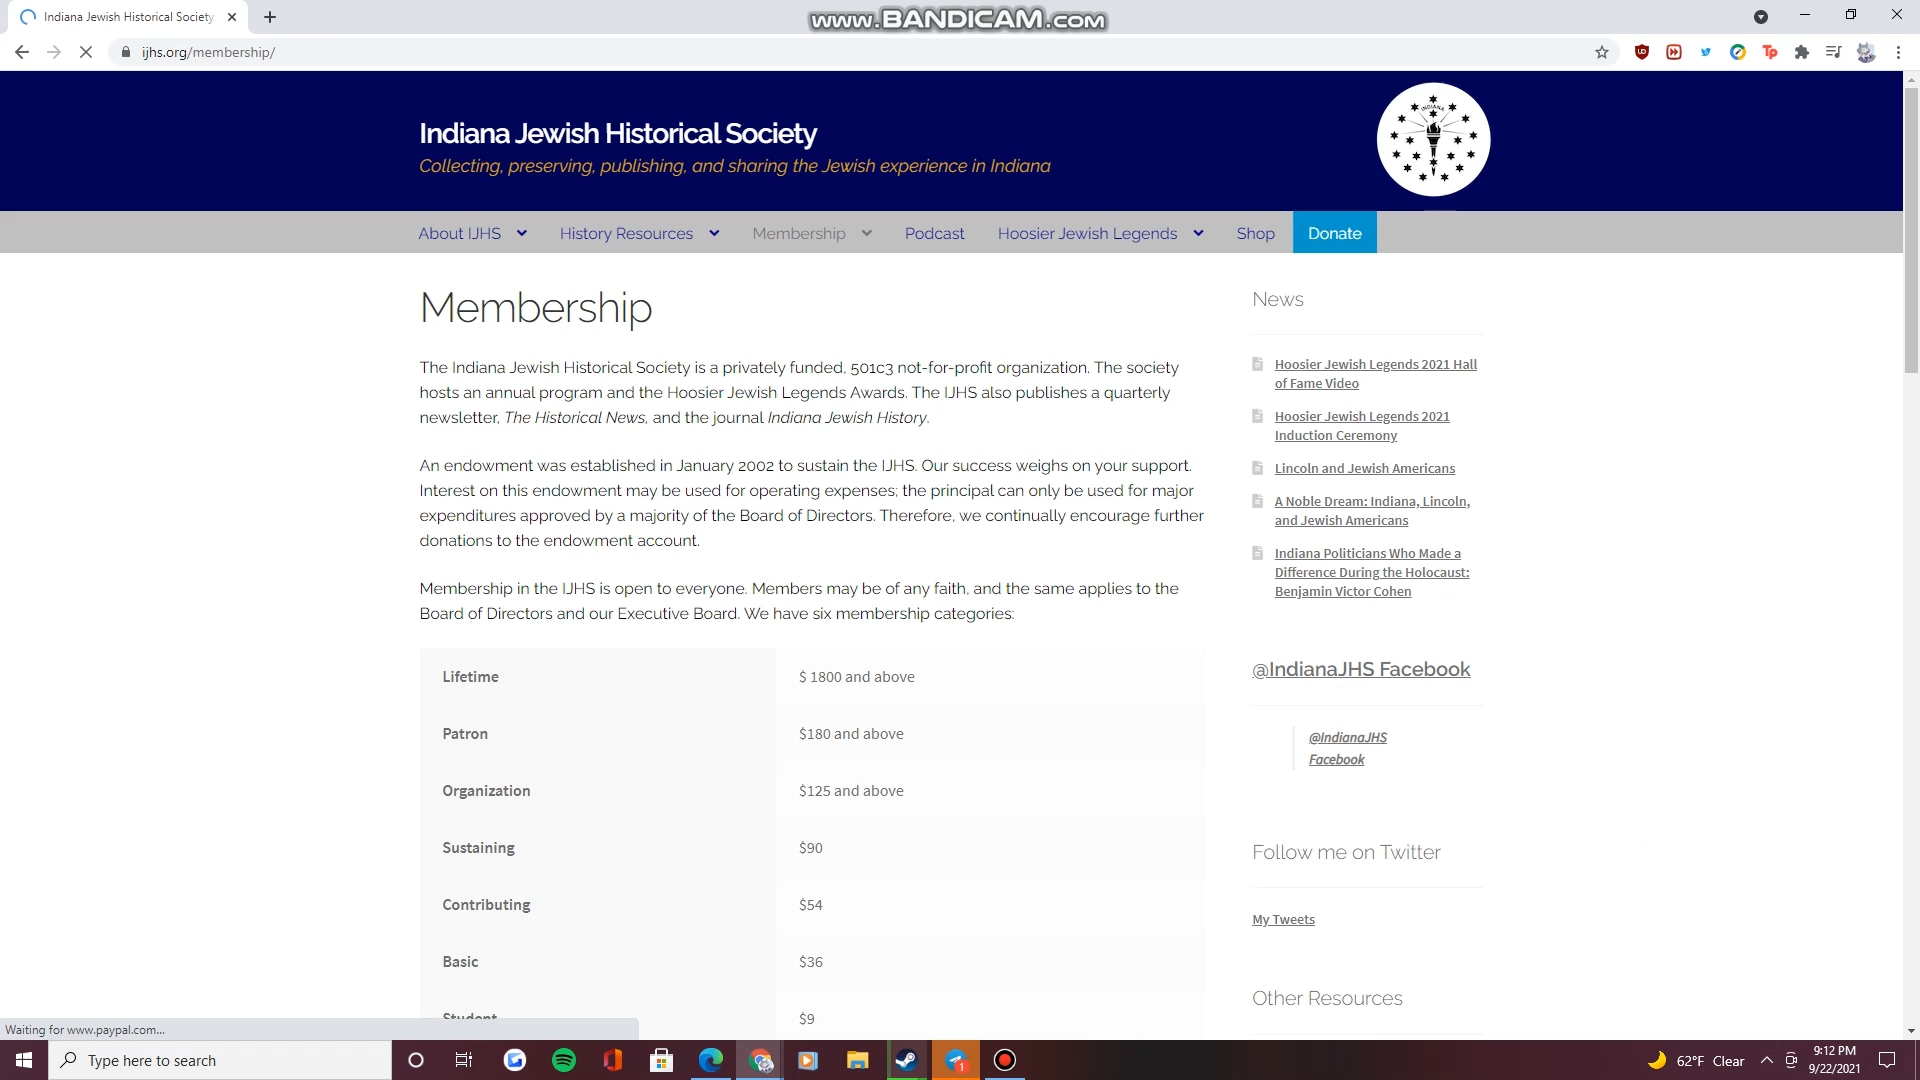 Indiana Jewish Historical Society
www.BANDICAM.com
ijhs.org/membership/
Indiana Jewish Historical Society
Collecting, preserving, publishing, and sharing the Jewish experience in Indiana
INDIANA
About IJHS
History Resources
Membership
Podcast
Hoosier Jewish Legends
Shop
Donate
Membership
The Indiana Jewish Historical Society is a privately funded, 501c3 not-for-profit organization. The society
hosts an annual program and the Hoosier Jewish Legends Awards. The IJHS also publishes a quarterly
newsletter, The Historical News, and the journal Indiana Jewish History.
An endowment was established in January 2002 to sustain the IJHS. Our success weighs on your support.
Interest on this endowment may be used for operating expenses; the principal can only be used for major
expenditures approved by a majority of the Board of Directors. Therefore, we continually encourage further
donations to the endowment account.
Membership in the IJHS is open to everyone. Members may be of any faith, and the same applies to the
Board of Directors and our Executive Board. We have six membership categories:
Lifetime $ 1800 and above
Patron $180 and above
Organization $125 and above
Sustaining $90
Contributing $54
Basic $36
Student $9
News
Hoosier Jewish Legends 2021 Hall
of Fame Video
Hoosier Jewish Legends 2021
Induction Ceremony
Lincoln and Jewish Americans
A Noble Dream: Indiana, Lincoln,
and Jewish Americans
Indiana Politicians Who Made a
Difference During the Holocaust:
Benjamin Victor Cohen
@IndianaJHS Facebook
@IndianaJHS
Facebook
Follow me on Twitter
My Tweets
Other Resources
Waiting for www.paypal.com...
Type here to search
1
62°F Clear
9:12 PM
9/22/2021